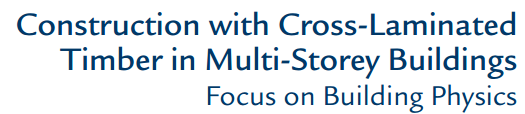 Construction with Cross-Laminated
Timber in Multi-Storey Buildings
Focus on Building Physics